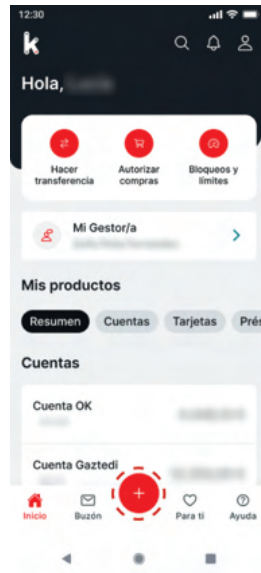 12:30
k
Hola,
Hacer
transferencia
Autorizar
compras
Bloqueos y
límites
Mi Gestor/a
Mis productos
Resumen Cuentas Tarjetas Pré
Cuentas
Cuenta OK
Cuenta Gaztedi
Inicio Buzón Para ti Ayuda